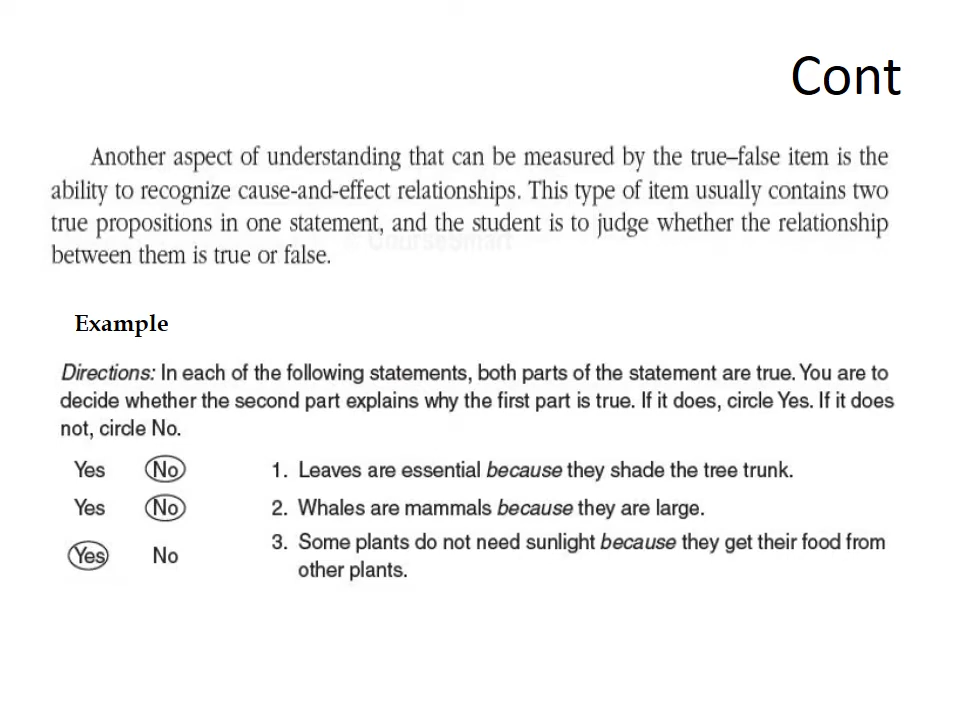 Cont
Another aspect of understanding that can be measured by the true–false item is the
ability to recognize cause-and-effect relationships. This type of item usually contains two
true propositions in one statement, and the student is to judge whether the relationship
between them is true or false.
CourseSmart
Example
Directions: In each of the following statements, both parts of the statement are true. You are to
decide whether the second part explains why the first part is true. If it does, circle Yes. If it does
not, circle No.
Yes No 1. Leaves are essential because they shade the tree trunk.
Yes No 2. Whales are mammals because they are large.
Yes No 3. Some plants do not need sunlight because they get their food from
other plants.